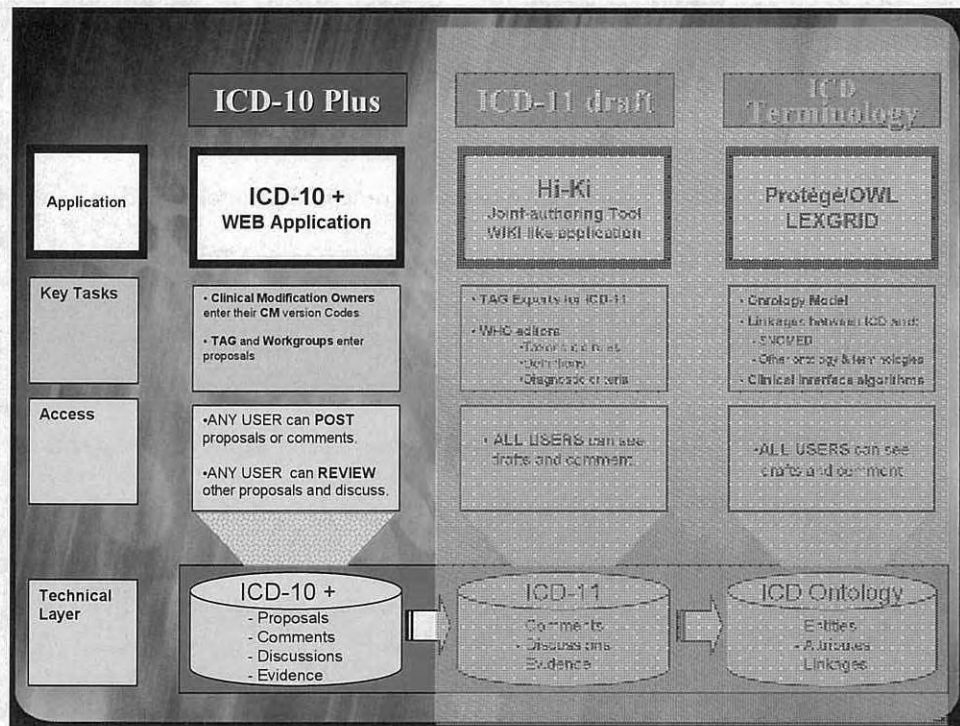 ICD-10 Plus
ICD-11 draft
ICD
Terminology
Application
ICD-10 +
WEB Application
Hi-Ki
Joint-authoring Tool
WIKI-like application
Protégé/OWL
LEXGRID
Key Tasks
• Clinical Modification Owners
enter their CM version Codes
• TAG and Workgroups enter
proposals
• TAG Experts for ICD-11
• WHO editors
-Diagnostic criteria
• Ontology Model
• Linkages between ICD and:
- SNOMED
- Other ontology & terminologies
• Clinical interface algorithms
Access
•ANY USER can POST
proposals or comments.
•ANY USER can REVIEW
other proposals and discuss.
• ALL USERS can see
drafts and comment
•ALL USERS can see
drafts and comment
Technical
Layer
ICD-10 +
- Proposals
- Comments
- Discussions
- Evidence
ICD-11
Comments
- Discussions
Evidence
ICD Ontology
Entities
- Attributes
Linkages